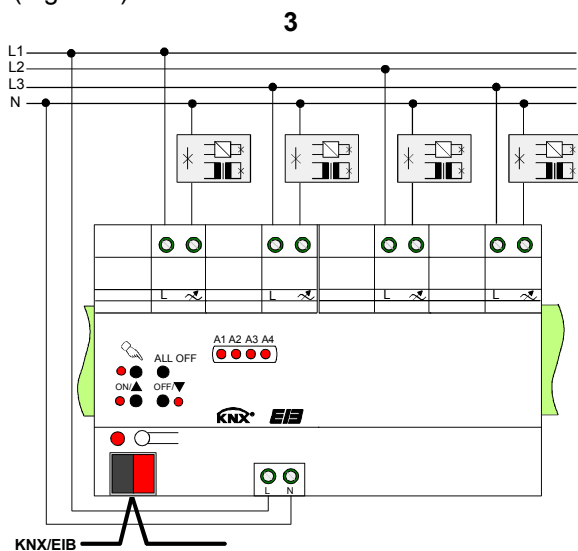 3
L1
L2
L3
N
L L L L
A1 A2 A3 A4
ALL OFF
ON/▲ OFF/▼
KNX EIB
L N
KNX/EIB